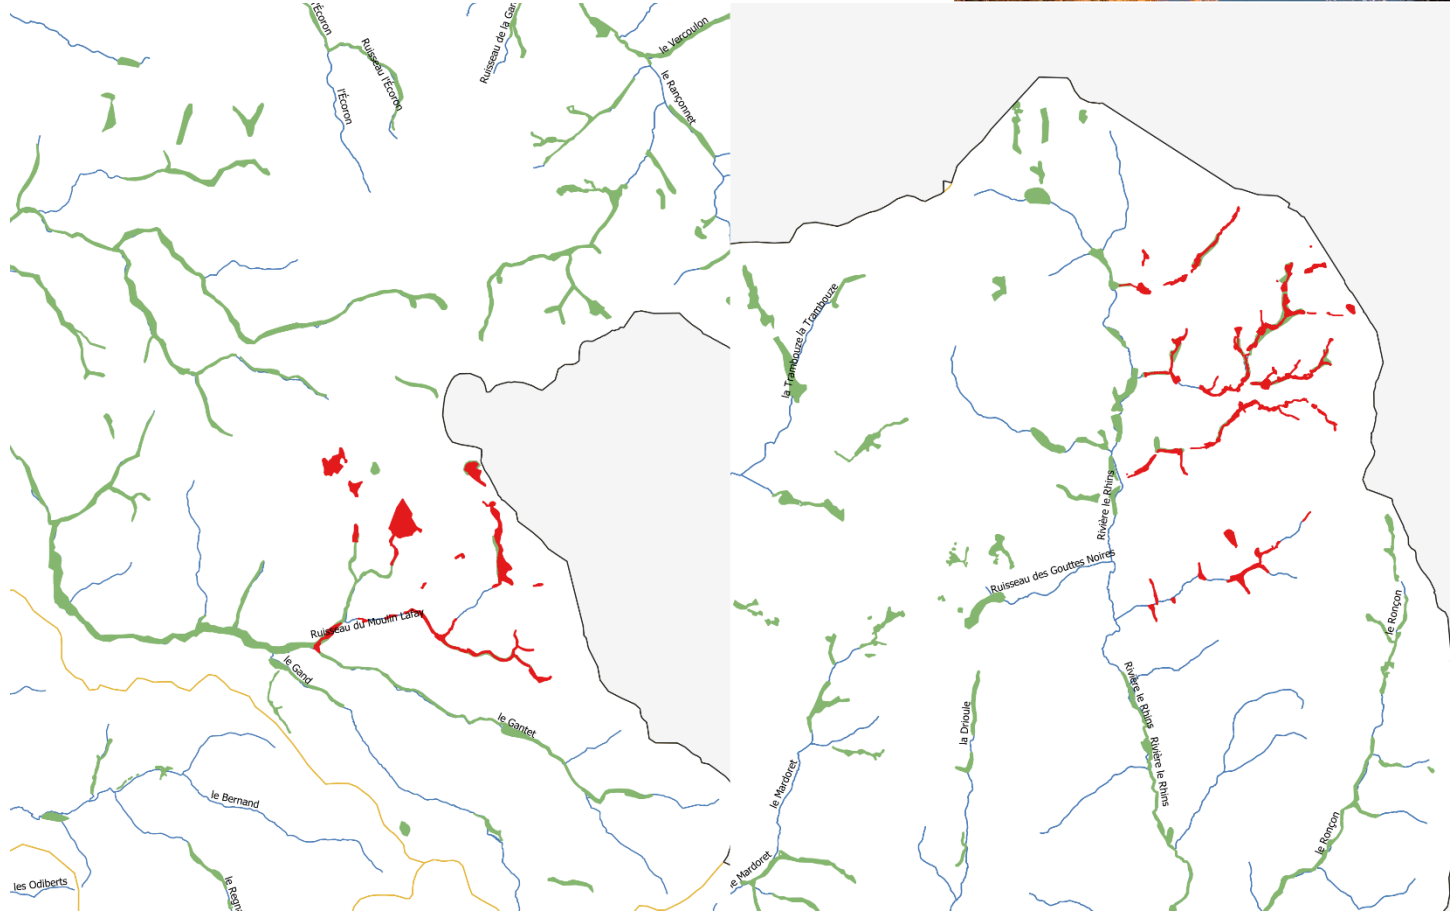 l'Écoron
Ruisseau l'Écoron
l'Écoron
Ruisseau de la Gar
le Vercoulon
le Rançonnet
Ruisseau du Moulin Lafay
le Gand
le Gantet
le Bernand
les Odiberts
le Regna
la Trambouze
la Trambouze
Rivière le Rhins
Ruisseau des Gouttes Noires
le Ronçon
Rivière le Rhins
la Drioule
Rivière le Rhins
le Mardoret
le Ronçon
le Mardoret